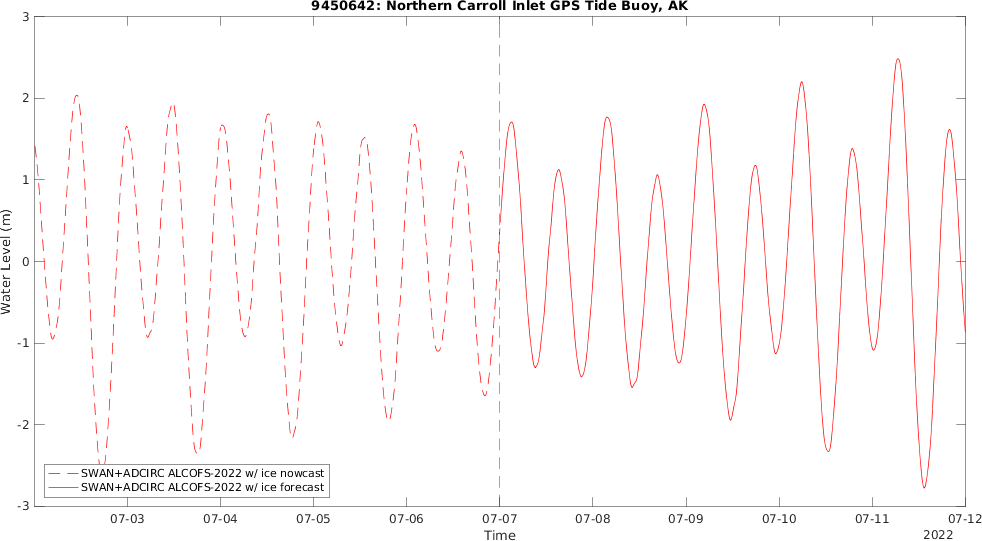 9450642: Northern Carroll Inlet GPS Tide Buoy, AK
3
2
1
0
-1
-2
-3
Water Level (m)
SWAN+ADCIRC ALCOFS-2022 w/ ice nowcast
SWAN+ADCIRC ALCOFS-2022 w/ ice forecast
07-03 07-04 07-05 07-06 07-07 07-08 07-09 07-10 07-11 07-12
Time
2022